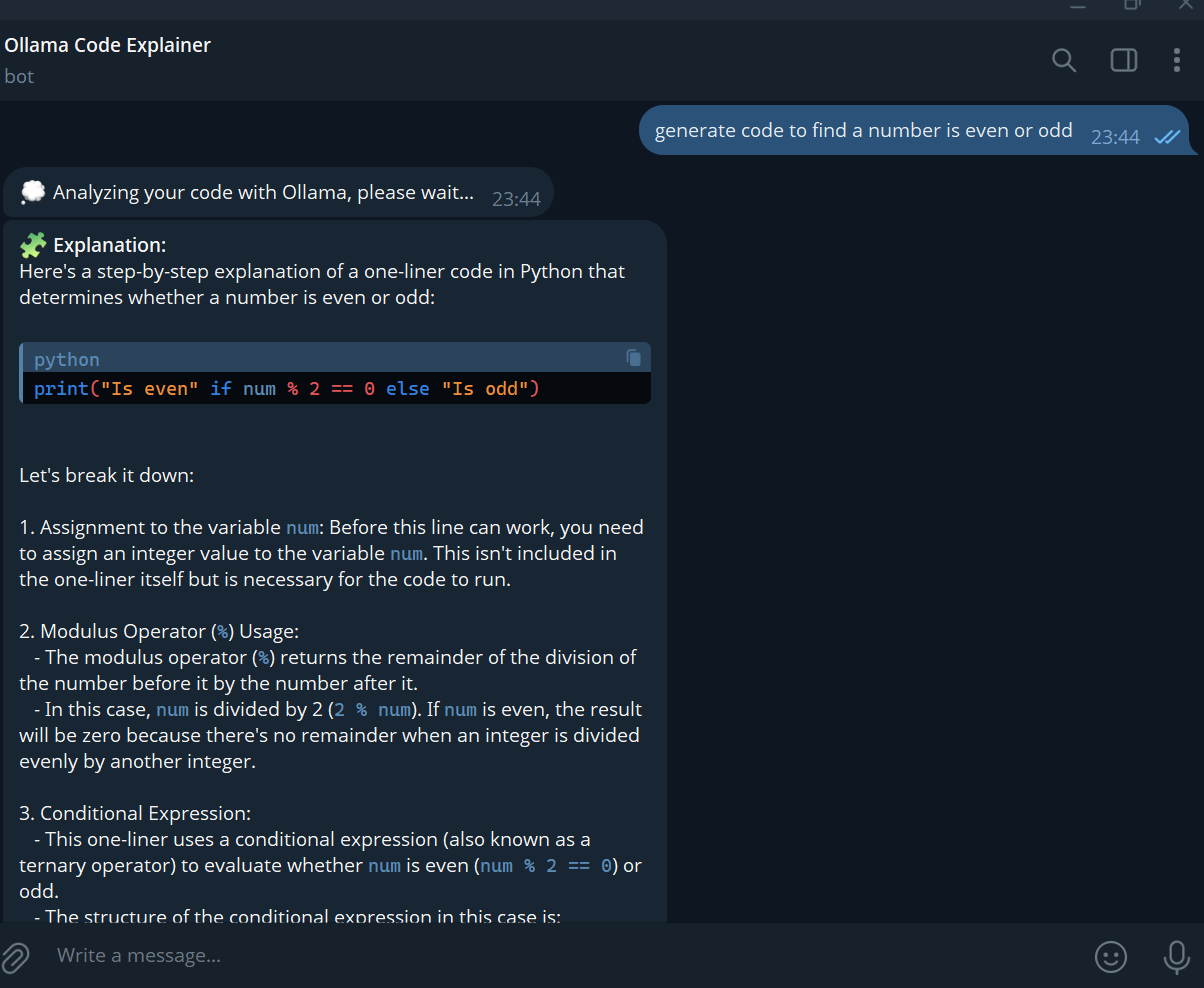 Ollama Code Explainer
bot
generate code to find a number is even or odd 23:44
Analyzing your code with Ollama, please wait... 23:44
Explanation:
Here's a step-by-step explanation of a one-liner code in Python that
determines whether a number is even or odd:
python
print("Is even" if num % 2 == 0 else "Is odd")
Let's break it down:
1. Assignment to the variable num: Before this line can work, you need
to assign an integer value to the variable num. This isn't included in
the one-liner itself but is necessary for the code to run.
2. Modulus Operator (%) Usage:
- The modulus operator (%) returns the remainder of the division of
the number before it by the number after it.
- In this case, num is divided by 2 (2 % num). If num is even, the result
will be zero because there's no remainder when an integer is divided
evenly by another integer.
3. Conditional Expression:
- This one-liner uses a conditional expression (also known as a
ternary operator) to evaluate whether num is even (num % 2 == 0) or
odd.
- The structure of the conditional expression in this case is:
Write a message...